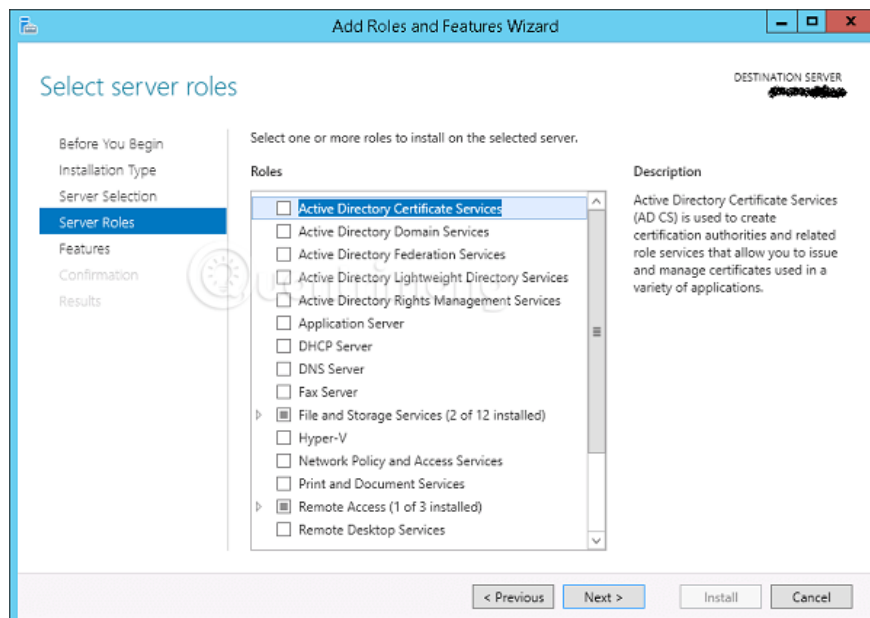 Add Roles and Features Wizard
Select server roles
DESTINATION SERVER
Before You Begin
Installation Type
Server Selection
Server Roles
Features
Confirmation
Results
Select one or more roles to install on the selected server.
Roles
Active Directory Certificate Services
Active Directory Domain Services
Active Directory Federation Services
Active Directory Lightweight Directory Services
Active Directory Rights Management Services
Application Server
DHCP Server
DNS Server
Fax Server
File and Storage Services (2 of 12 installed)
Hyper-V
Network Policy and Access Services
Print and Document Services
Remote Access (1 of 3 installed)
Remote Desktop Services
Description
Active Directory Certificate Services
(AD CS) is used to create
certification authorities and related
role services that allow you to issue
and manage certificates used in a
variety of applications.
< Previous
Next >
Install
Cancel